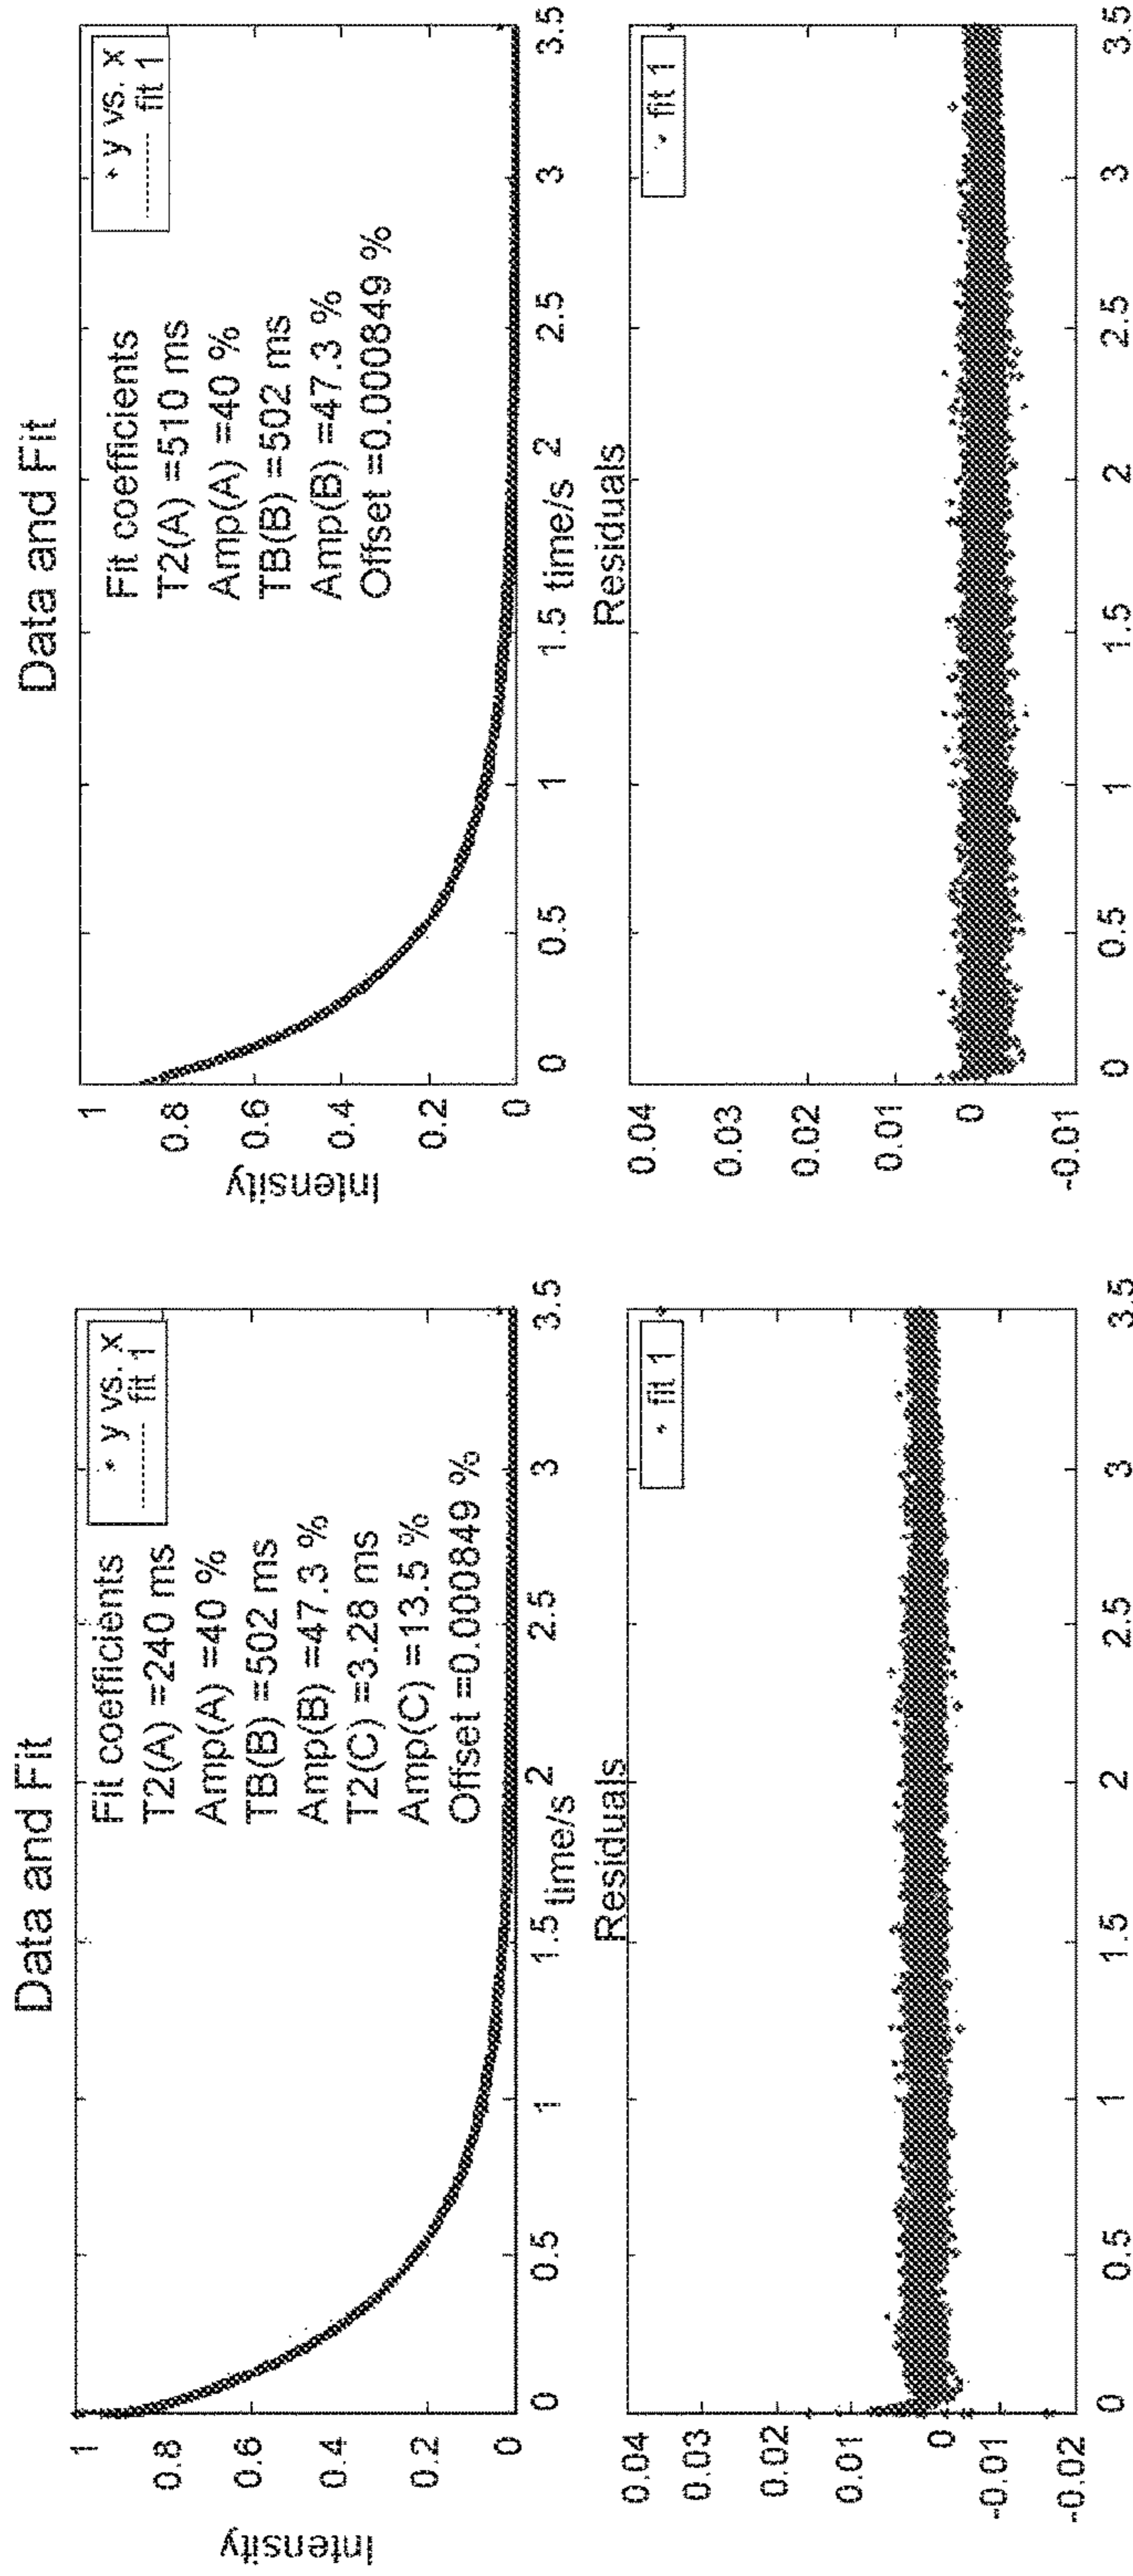 Data and Fit
Intensity
1
0.8
0.6
0.4
0.2
0
* y vs. x
fit 1
Fit coefficients
T2(A) =240 ms
Amp(A) =40 %
TB(B) =502 ms
Amp(B) =47.3 %
T2(C) =3.28 ms
Amp(C) =13.5 %
Offset =0.000849 %
0 0.5 1 1.5 2 2.5 3 3.5
time/s
Residuals
0.04
0.03
0.02
0.01
0
-0.01
-0.02
fit 1
0 0.5 1 1.5 2 2.5 3 3.5
Data and Fit
Intensity
1
0.8
0.6
0.4
0.2
0
* y vs. x
fit 1
Fit coefficients
T2(A) =510 ms
Amp(A) =40 %
TB(B) =502 ms
Amp(B) =47.3 %
Offset =0.000849 %
0 0.5 1 1.5 2 2.5 3 3.5
time/s
Residuals
0.04
0.03
0.02
0.01
0
-0.01
fit 1
0 0.5 1 1.5 2 2.5 3 3.5